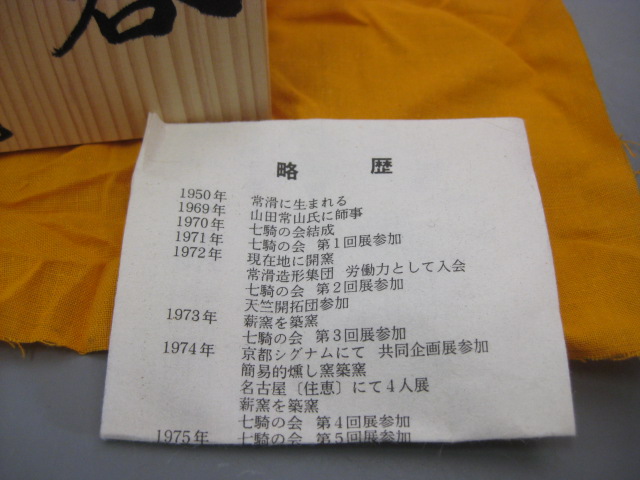 略 歴
1950年 常滑に生まれる
1969年 山田常山氏に師事
1970年 七騎の会結成
1971年 七騎の会 第1回展参加
1972年 現在地に開窯
常滑造形集団 労働力として入会
七騎の会 第2回展参加
天竺開拓団参加
1973年 薪窯を築窯
七騎の会 第3回展参加
1974年 京都シグナムにて 共同企画展参加
簡易的燻し窯築窯
名古屋〔住恵〕にて4人展
薪窯を築窯
七騎の会 第4回展参加
1975年 七騎の会 第5回展参加